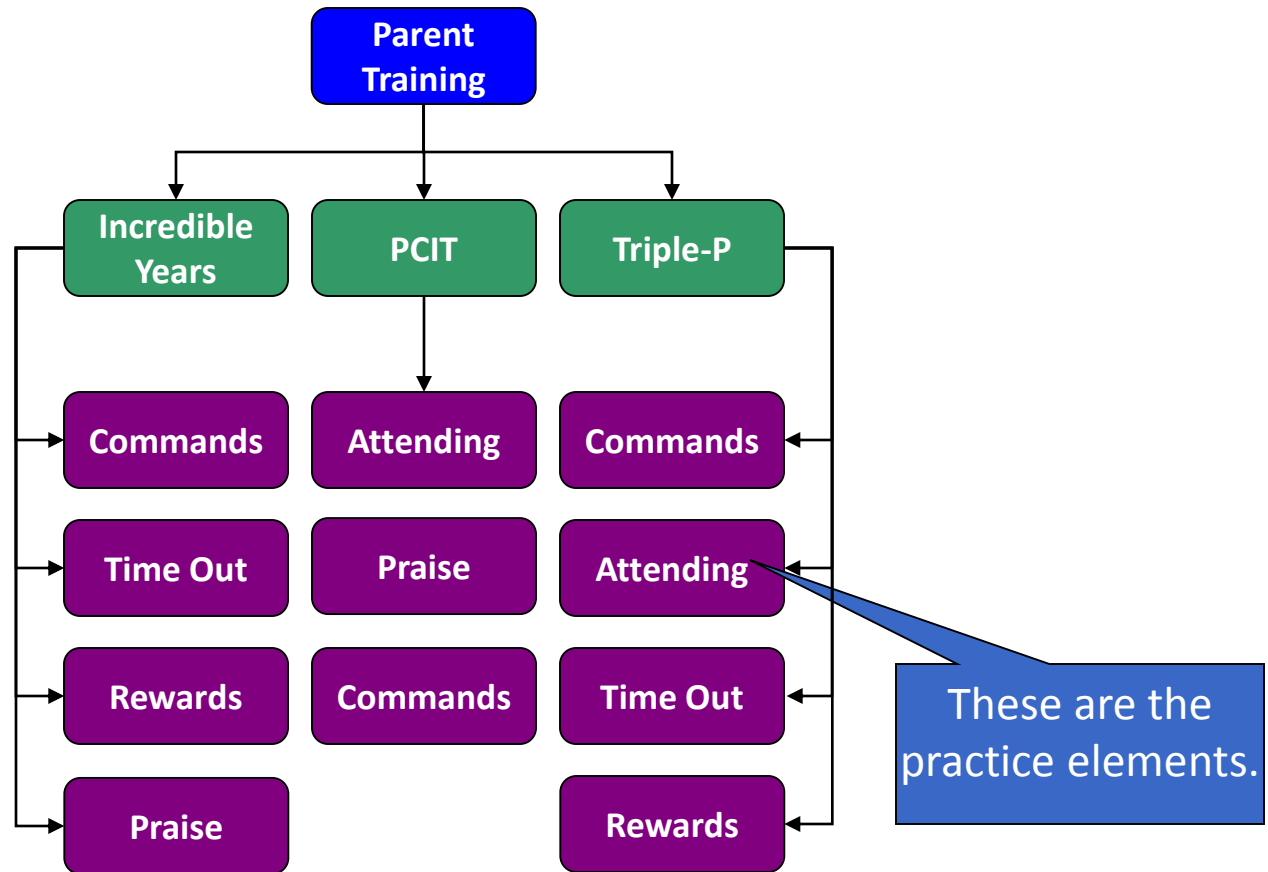 Parent
Training
Incredible
Years
PCIT
Triple-P
Commands
Attending
Commands
Time Out
Praise
Attending
Rewards
Commands
Time Out
Praise
Rewards
These are the
practice elements.